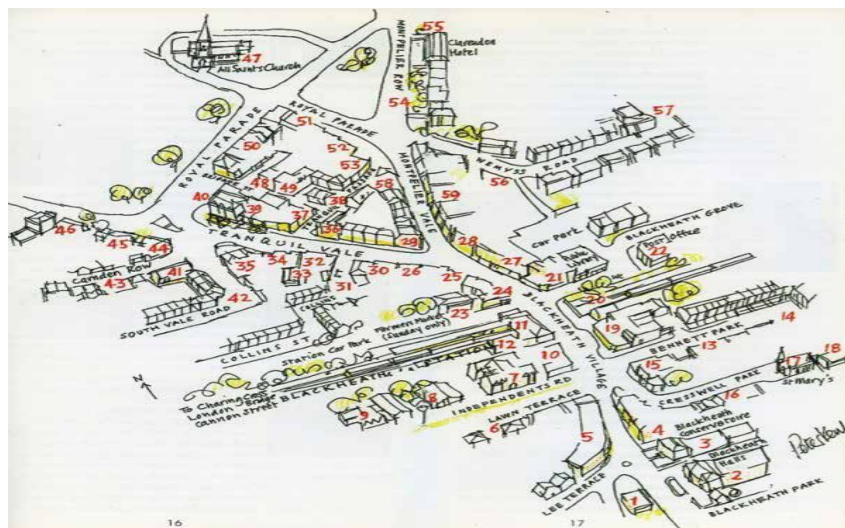 55
Clarendon
Hotel
MONTPELIER ROW
47
All Saint's Church
54
57
ROYAL PARADE
51
ROYAL PARADE
52
50
53
NEMYSS
ROAD
48
49
58
56
MONTPELIER VALE
59
38
40
39
37
36
29
28
TRANQUIL VALE
46
45
44
CAR PARK
BLACKHEATH GROVE
Post Office
22
27
21
Camden Row
43
41
35
34
32
33
31
30
26
25
24
23
20
42
SOUTH VALE ROAD
COLLINS ST
Station Car Park
Farmers Market
(Sunday only)
11
12
BLACKHEATH STATION
BLACKHEATH VILLAGE
19
14
BENNETT PARK
13
N
To Charing Cross
London Bridge
Cannon Street
10
7
15
17
18
St Mary's
CRESSWELL PARK
16
9
8
INDEPENDENTS RD
LAWN TERRACE
6
5
4
Blackheath
Conservatoire
3
Blackheath
Halls
2
LEE TERRACE
1
BLACKHEATH PARK
16
17